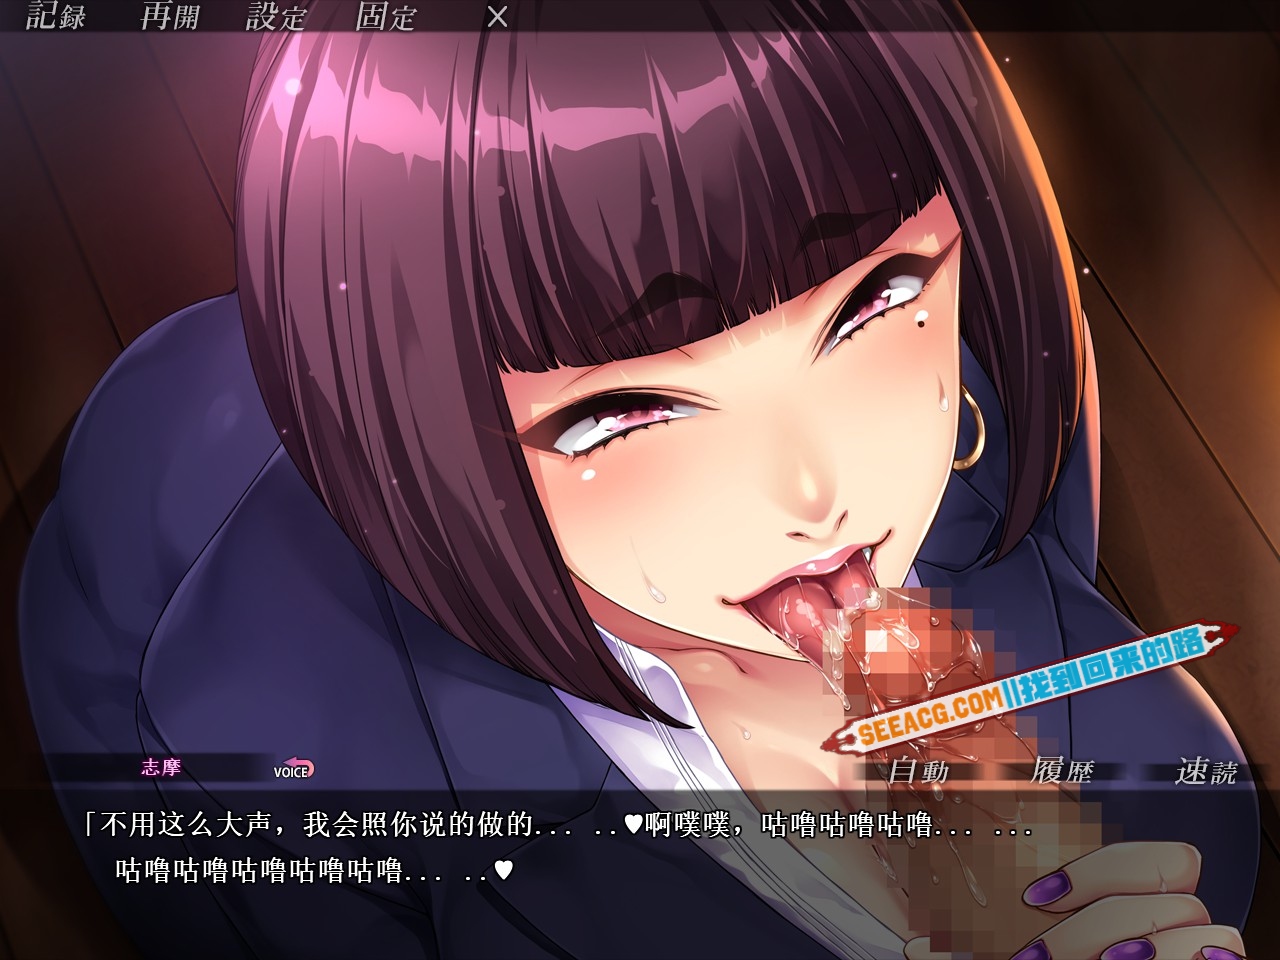 記録 再開 設定 固定 ×
SEEACG.COM||找到回来的路
志摩 VOICE
自動 履歴 速読
「不用这么大声，我会照你说的做的... ..♥啊噗噗，咕噜咕噜咕噜... ...
咕噜咕噜咕噜咕噜咕噜... ..♥